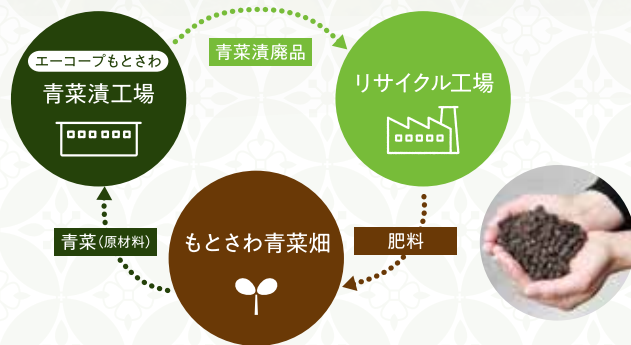 エーコープもとさわ
青菜漬工場
青菜漬廃品
リサイクル工場
青菜(原材料)
もとさわ青菜畑
肥料